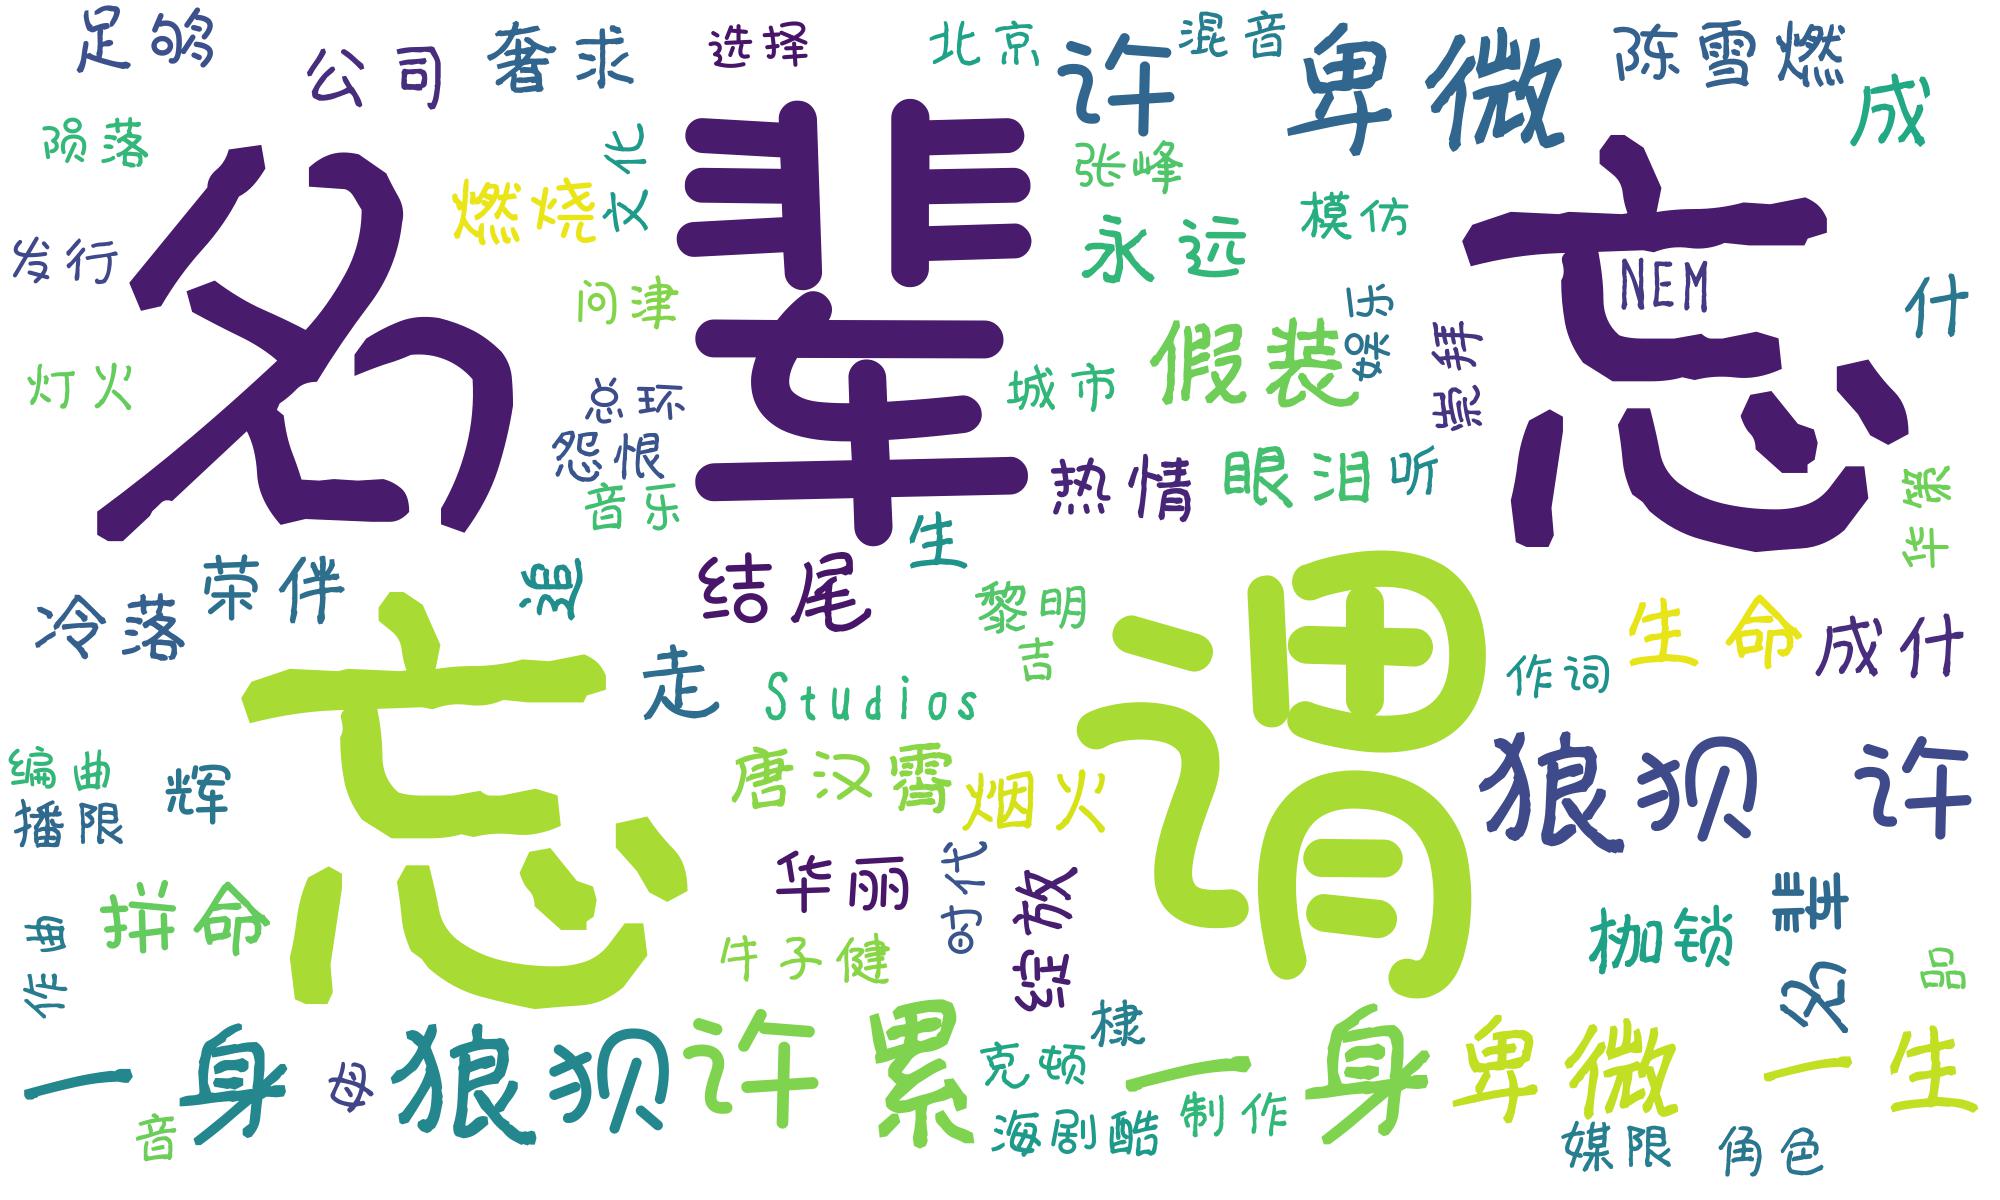 足够
公司
奢求
选择
北京
许
混音
卑微
陈雪燃
成
陨落
名辈
忘
文化
燃烧
张峰
永远
模仿
NEM
发行
问津
娱乐
什
灯火
总环
城市
假装
崇拜
怨恨
音乐
热情
眼泪
听
华策
生
荣伴
冷落
追
结尾
黎明
吉
忘
谓
生命
成什
作词
走
Studios
编曲
播限
辉
唐汉霄
烟火
狼狈
许
华丽
时代
绽放
名辈
拼命
作曲
牛子健
枷锁
品
一身
狼狈
许
累
棣
克顿
一身
卑微
一生
母
音
海剧酷
制作
媒限
角色